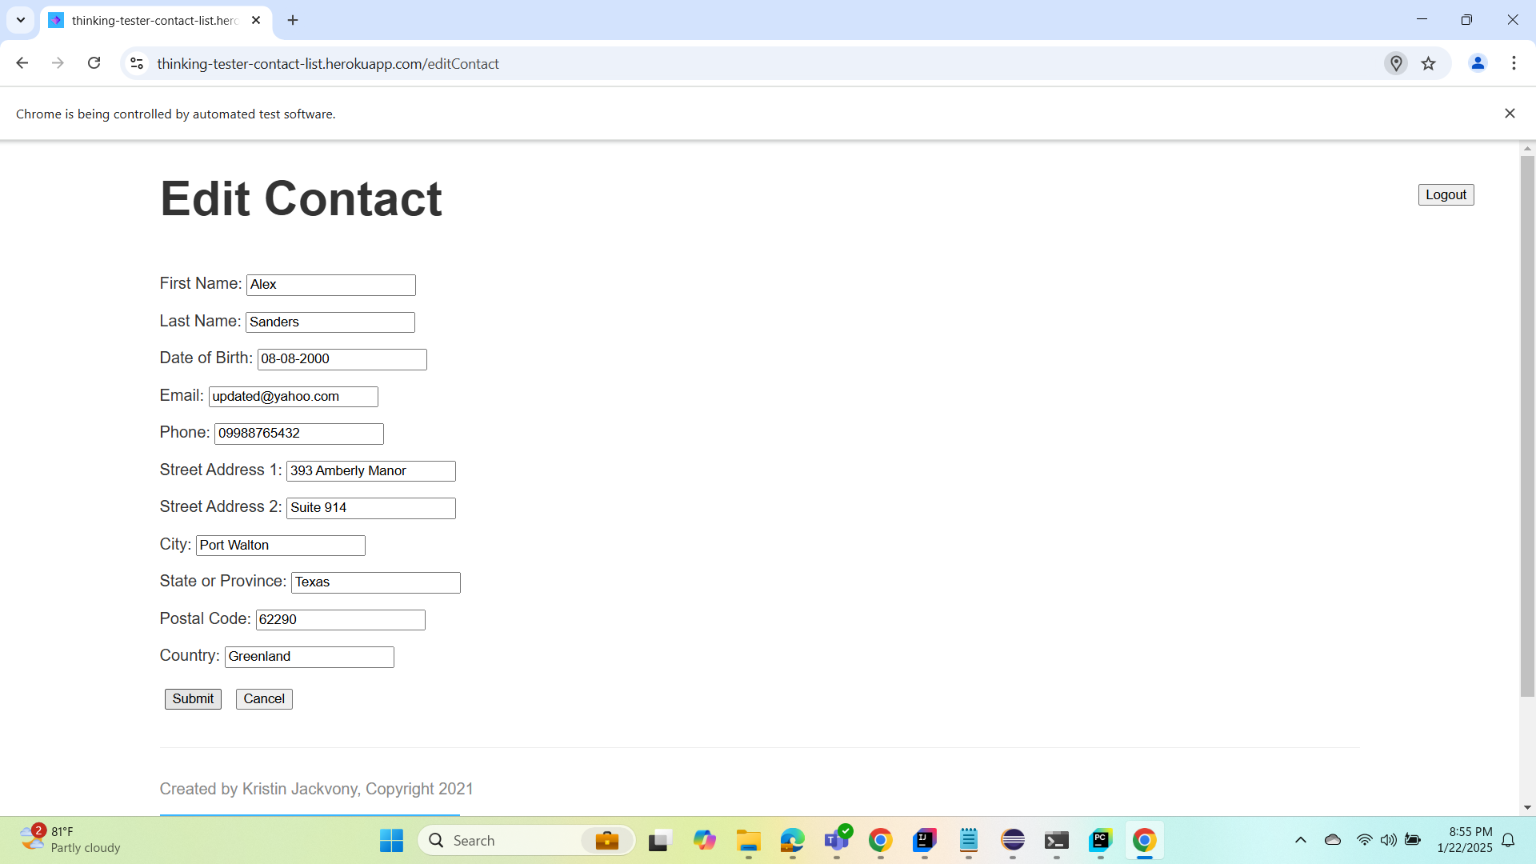 thinking-tester-contact-list.herc
thinking-tester-contact-list.herokuapp.com/editContact
Chrome is being controlled by automated test software.
Edit Contact
Logout
First Name: Alex
Last Name: Sanders
Date of Birth: 08-08-2000
Email: updated@yahoo.com
Phone: 09988765432
Street Address 1: 393 Amberly Manor
Street Address 2: Suite 914
City: Port Walton
State or Province: Texas
Postal Code: 62290
Country: Greenland
Submit Cancel
Created by Kristin Jackvony, Copyright 2021
2
81°F
Partly cloudy
Search
IJ
PC
8:55 PM
1/22/2025